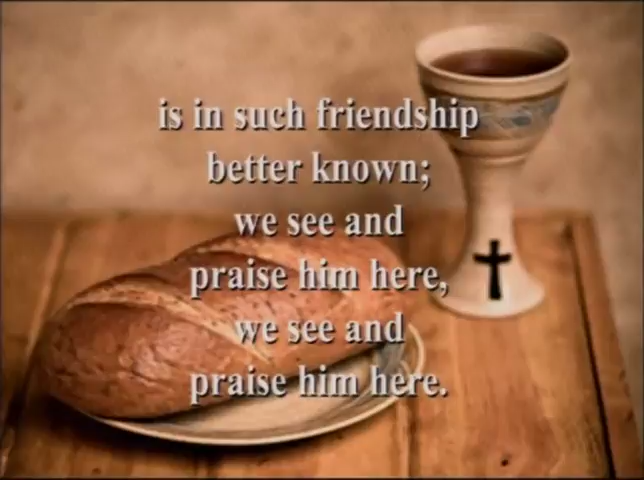 is in such friendship
better known;
we see and
praise him here,
we see and
praise him here.